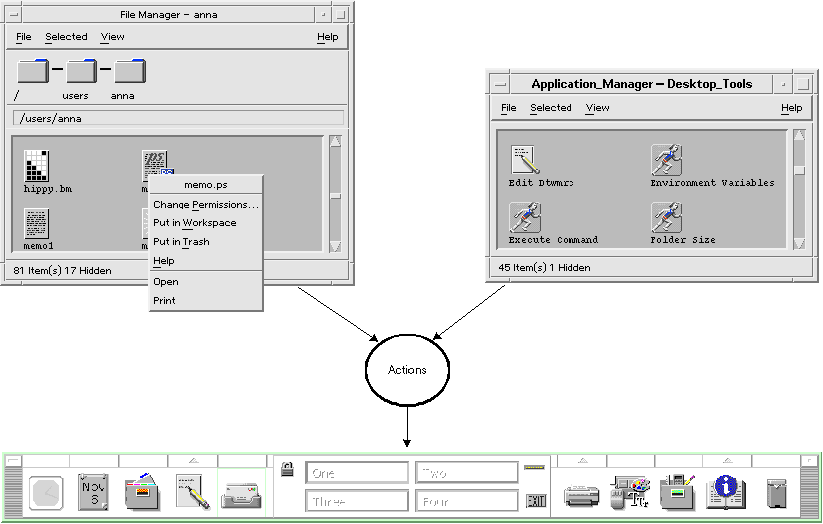 File Manager - anna
File Selected View Help
/ users anna
/users/anna
hippy.bm
memo1
memo.ps
Change Permissions...
Put in Workspace
Put in Trash
Help
Open
Print
81 Item(s) 17 Hidden
Application_Manager - Desktop_Tools
File Selected View Help
Edit Dtwmrc
Environment Variables
Execute Command
Folder Size
45 Item(s) 1 Hidden
Actions
Nov
6
One
Two
Three
Four
EXIT